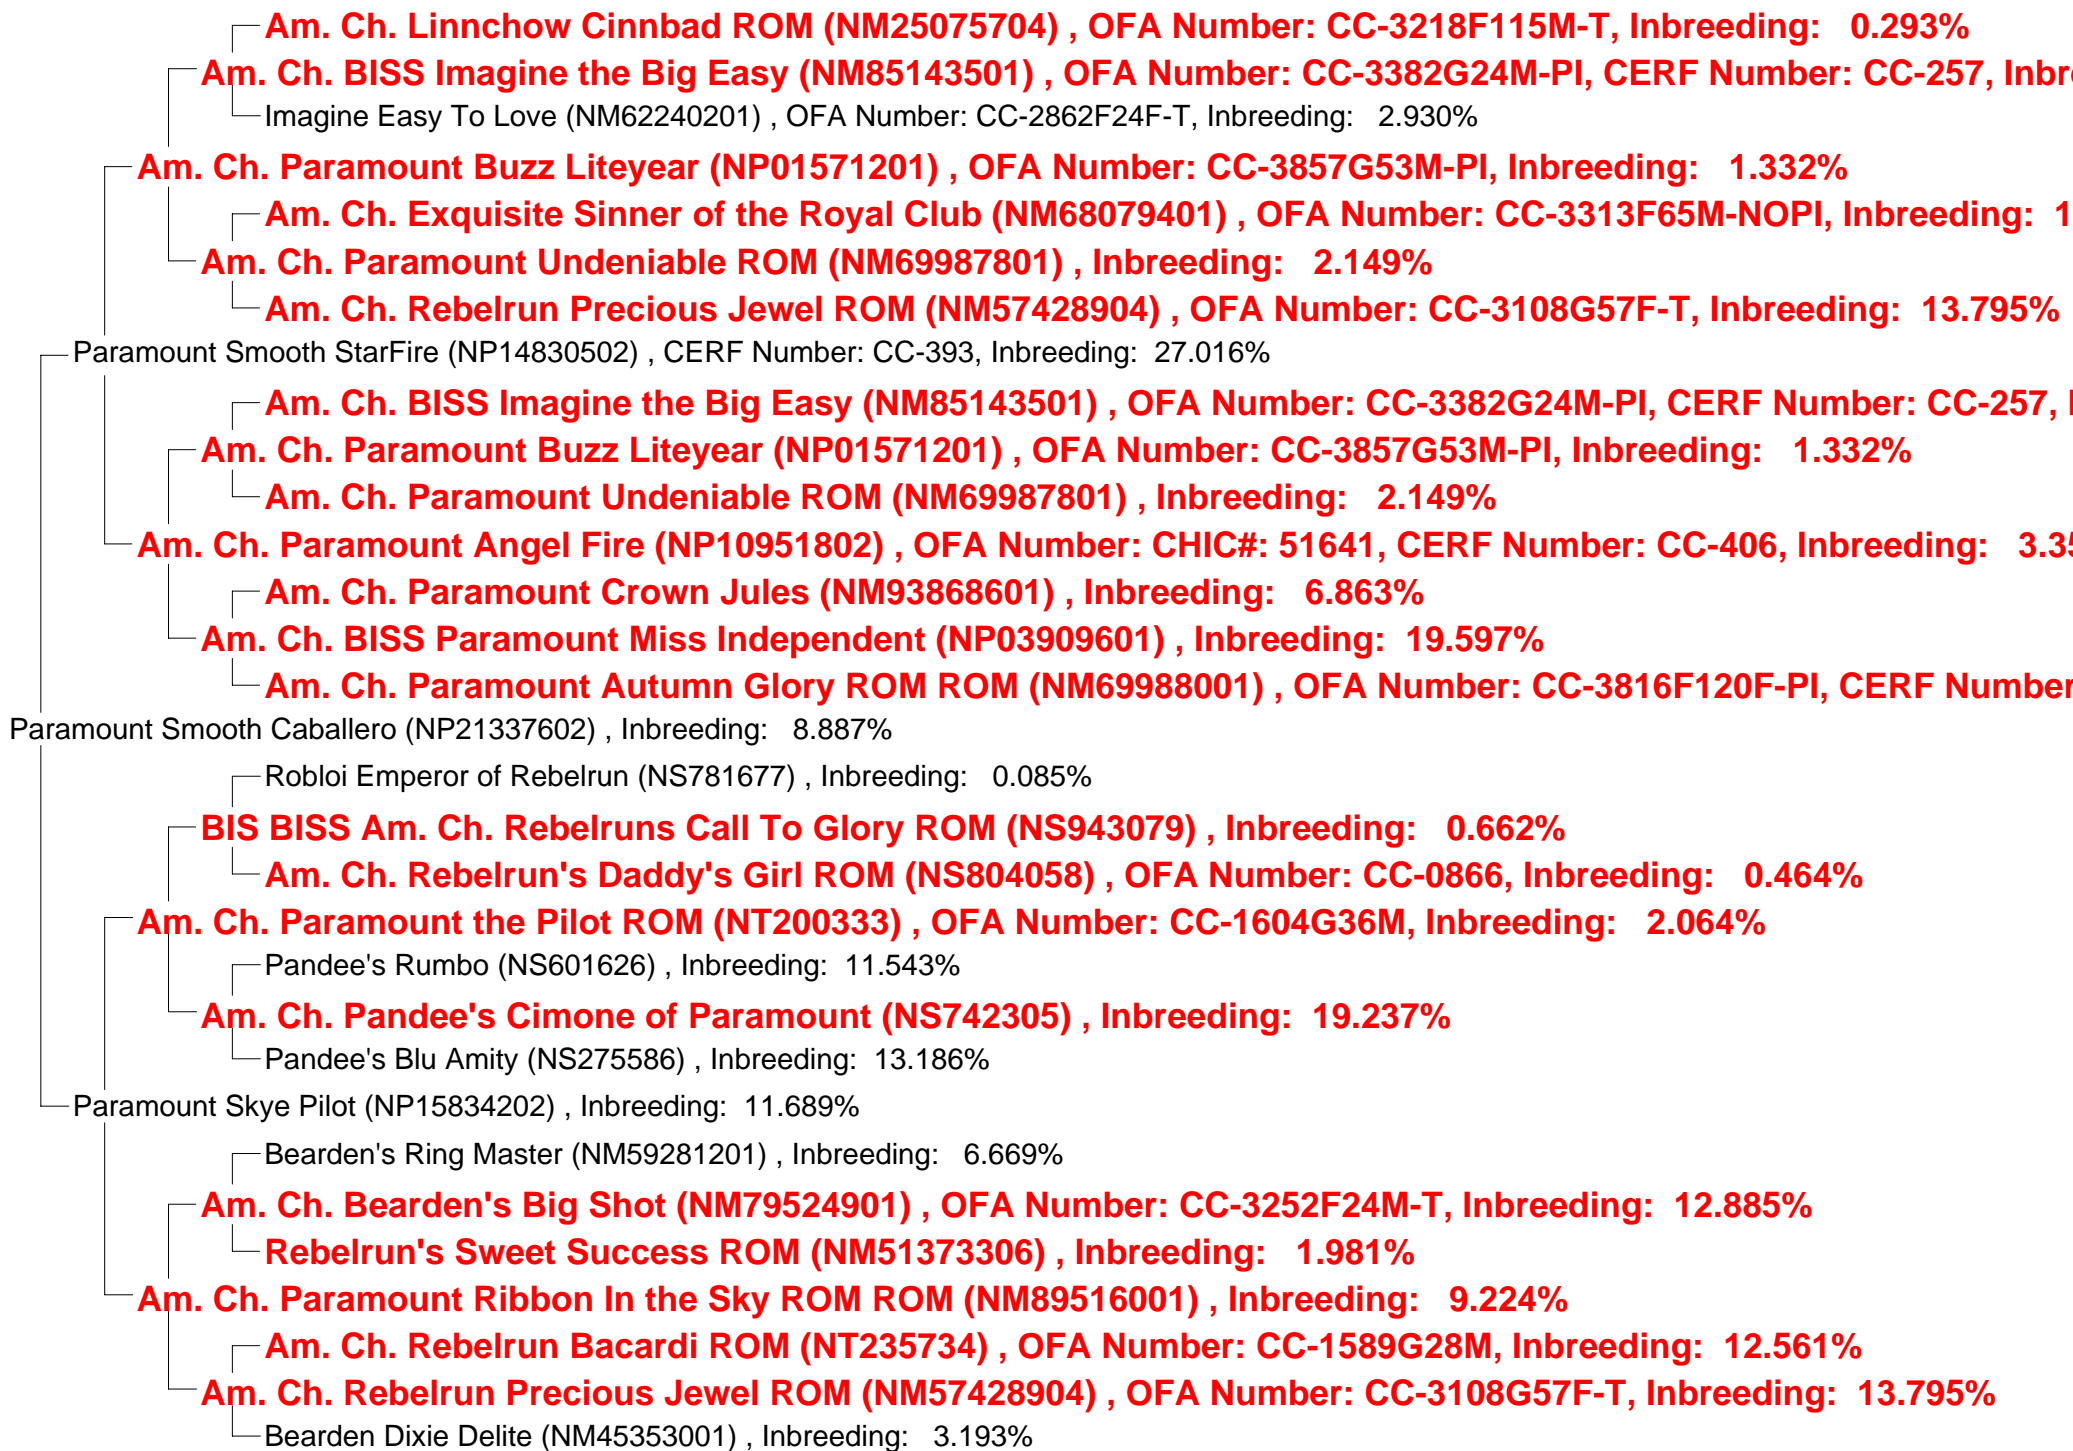 Am. Ch. Linnchow Cinnbad ROM (NM25075704) , OFA Number: CC-3218F115M-T, Inbreeding: 0.293%
Am. Ch. BISS Imagine the Big Easy (NM85143501) , OFA Number: CC-3382G24M-PI, CERF Number: CC-257,
Imagine Easy To Love (NM62240201) , OFA Number: CC-2862F24F-T, Inbreeding: 2.930%
Am. Ch. Paramount Buzz Liteyear (NP01571201) , OFA Number: CC-3857G53M-PI, Inbreeding: 1.332%
Am. Ch. Exquisite Sinner of the Royal Club (NM68079401) , OFA Number: CC-3313F65M-NOPI, Inbreeding: 1
Am. Ch. Paramount Undeniable ROM (NM69987801) , Inbreeding: 2.149%
Am. Ch. Rebelrun Precious Jewel ROM (NM57428904) , OFA Number: CC-3108G57F-T, Inbreeding: 13.795%
Paramount Smooth StarFire (NP14830502) , CERF Number: CC-393, Inbreeding: 27.016%
Am. Ch. BISS Imagine the Big Easy (NM85143501) , OFA Number: CC-3382G24M-PI, CERF Number: CC-257,
Am. Ch. Paramount Buzz Liteyear (NP01571201) , OFA Number: CC-3857G53M-PI, Inbreeding: 1.332%
Am. Ch. Paramount Undeniable ROM (NM69987801) , Inbreeding: 2.149%
Am. Ch. Paramount Angel Fire (NP10951802) , OFA Number: CHIC#: 51641, CERF Number: CC-406, Inbreeding: 3.35
Am. Ch. Paramount Crown Jules (NM93868601) , Inbreeding: 6.863%
Am. Ch. BISS Paramount Miss Independent (NP03909601) , Inbreeding: 19.597%
Am. Ch. Paramount Autumn Glory ROM ROM (NM69988001) , OFA Number: CC-3816F120F-PI, CERF Number
Paramount Smooth Caballero (NP21337602) , Inbreeding: 8.887%
Robloi Emperor of Rebelrun (NS781677) , Inbreeding: 0.085%
BIS BISS Am. Ch. Rebelruns Call To Glory ROM (NS943079) , Inbreeding: 0.662%
Am. Ch. Rebelrun's Daddy's Girl ROM (NS804058) , OFA Number: CC-0866, Inbreeding: 0.464%
Am. Ch. Paramount the Pilot ROM (NT200333) , OFA Number: CC-1604G36M, Inbreeding: 2.064%
Pandee's Rumbo (NS601626) , Inbreeding: 11.543%
Am. Ch. Pandee's Cimone of Paramount (NS742305) , Inbreeding: 19.237%
Pandee's Blu Amity (NS275586) , Inbreeding: 13.186%
Paramount Skye Pilot (NP15834202) , Inbreeding: 11.689%
Bearden's Ring Master (NM59281201) , Inbreeding: 6.669%
Am. Ch. Bearden's Big Shot (NM79524901) , OFA Number: CC-3252F24M-T, Inbreeding: 12.885%
Rebelrun's Sweet Success ROM (NM51373306) , Inbreeding: 1.981%
Am. Ch. Paramount Ribbon In the Sky ROM ROM (NM89516001) , Inbreeding: 9.224%
Am. Ch. Rebelrun Bacardi ROM (NT235734) , OFA Number: CC-1589G28M, Inbreeding: 12.561%
Am. Ch. Rebelrun Precious Jewel ROM (NM57428904) , OFA Number: CC-3108G57F-T, Inbreeding: 13.795%
Bearden Dixie Delite (NM45353001) , Inbreeding: 3.193%